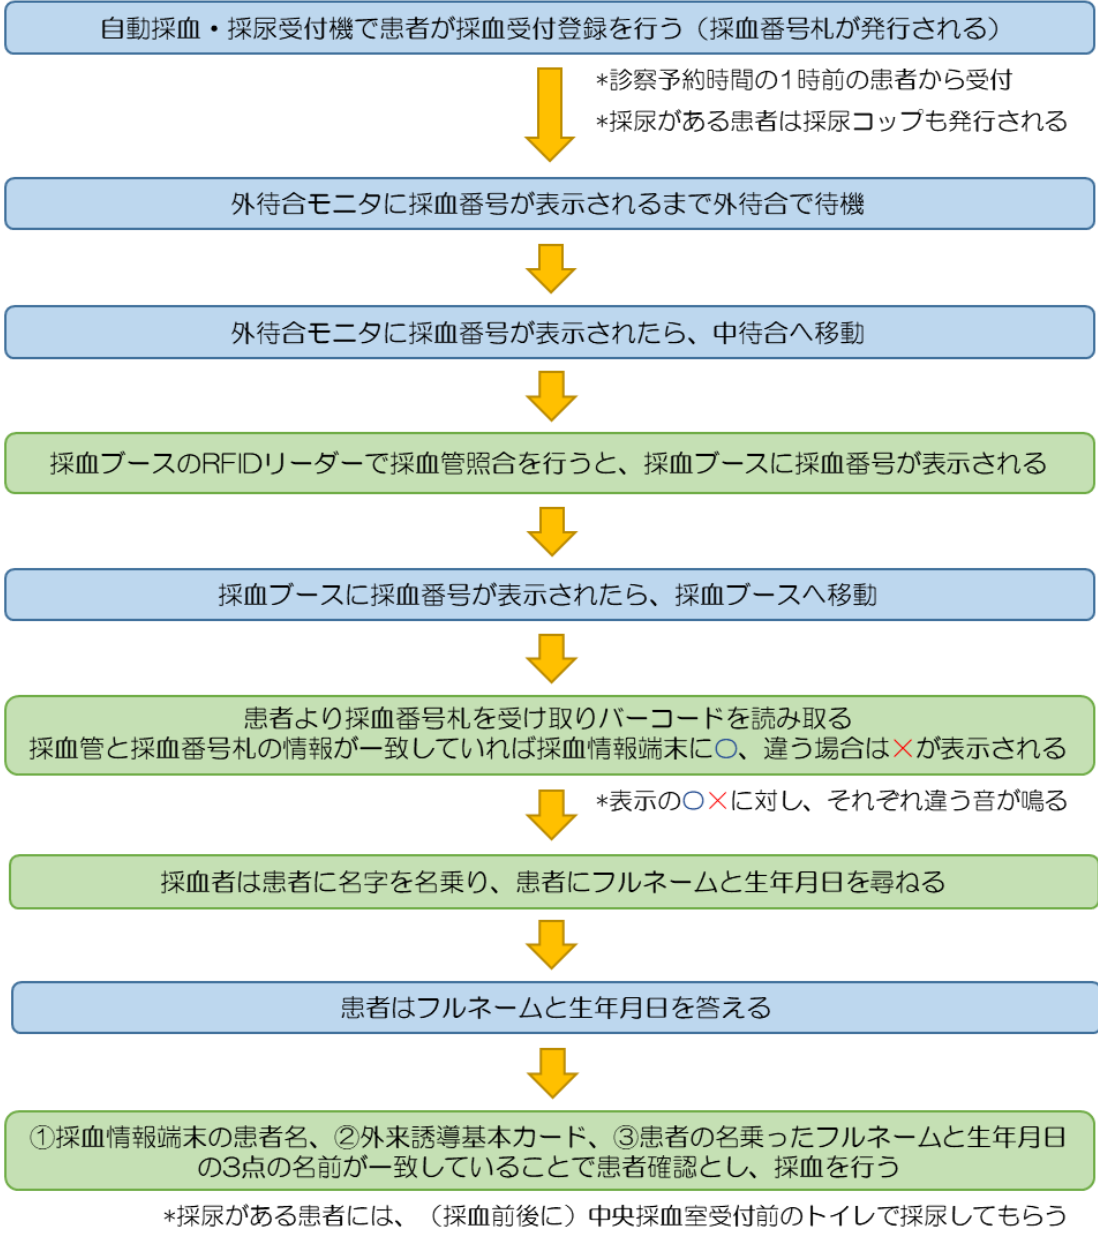 自動採血・採尿受付機で患者が採血受付登録を行う（採血番号札が発行される）
*診察予約時間の1時前の患者から受付
*採尿がある患者は採尿コップも発行される
外待合モニタに採血番号が表示されるまで外待合で待機
外待合モニタに採血番号が表示されたら、中待合へ移動
採血ブースのRFIDリーダーで採血管照合を行うと、採血ブースに採血番号が表示される
採血ブースに採血番号が表示されたら、採血ブースへ移動
患者より採血番号札を受け取りバーコードを読み取る
採血管と採血番号札の情報が一致していれば採血情報端末に〇、違う場合は×が表示される
*表示の〇×に対し、それぞれ違う音が鳴る
採血者は患者に名字を名乗り、患者にフルネームと生年月日を尋ねる
患者はフルネームと生年月日を答える
①採血情報端末の患者名、②外来誘導基本カード、③患者の名乗ったフルネームと生年月日
の3点の名前が一致していることで患者確認とし、採血を行う
*採尿がある患者には、（採血前後に）中央採血室受付前のトイレで採尿してもらう